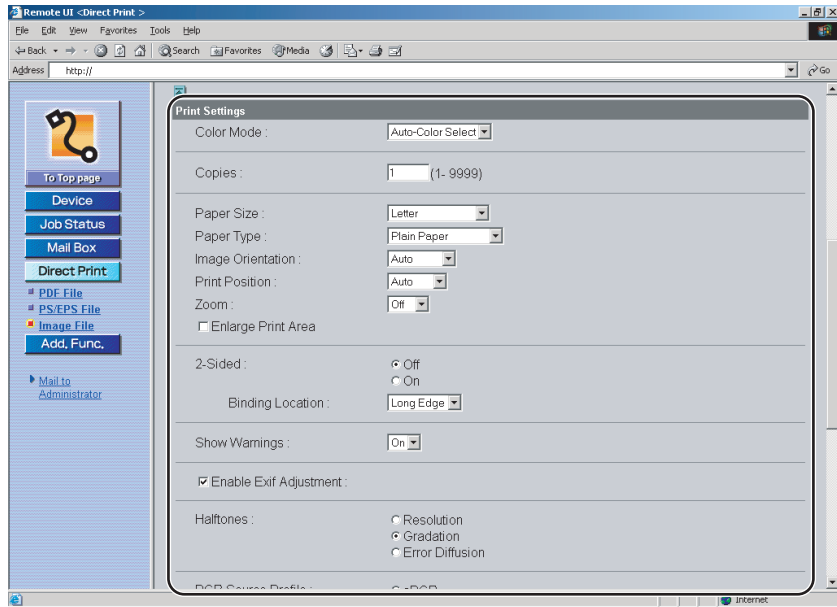 Remote UI <Direct Print >
File Edit View Favorites Tools Help
Back Search Favorites Media
Address http:// Go
To Top page
Device
Job Status
Mail Box
Direct Print
PDF File
PS/EPS File
Image File
Add. Func.
Mail to
Administrator
Print Settings
Color Mode : Auto-Color Select
Copies : 1 (1- 9999)
Paper Size : Letter
Paper Type : Plain Paper
Image Orientation : Auto
Print Position : Auto
Zoom : Off
Enlarge Print Area
2-Sided : Off
On
Binding Location : Long Edge
Show Warnings : On
Enable Exif Adjustment :
Halftones : Resolution
Gradation
Error Diffusion
RGB Source Profile : sRGB
Internet